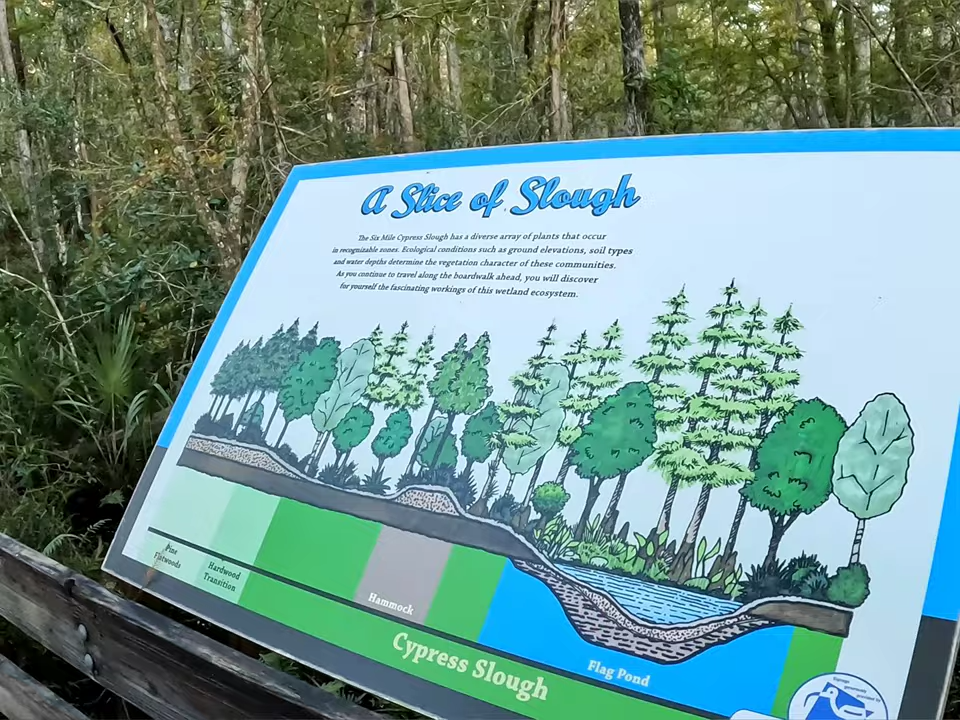 A Slice of Slough
The Six Mile Cypress Slough has a diverse array of plants that occur
in recognizable zones. Ecological conditions such as ground elevations, soil types
and water depths determine the vegetation character of these communities.
As you continue to travel along the boardwalk ahead, you will discover
for yourself the fascinating workings of this wetland ecosystem.
Pine
Flatwoods
Hardwood
Transition
Hammock
Cypress Slough
Flag Pond